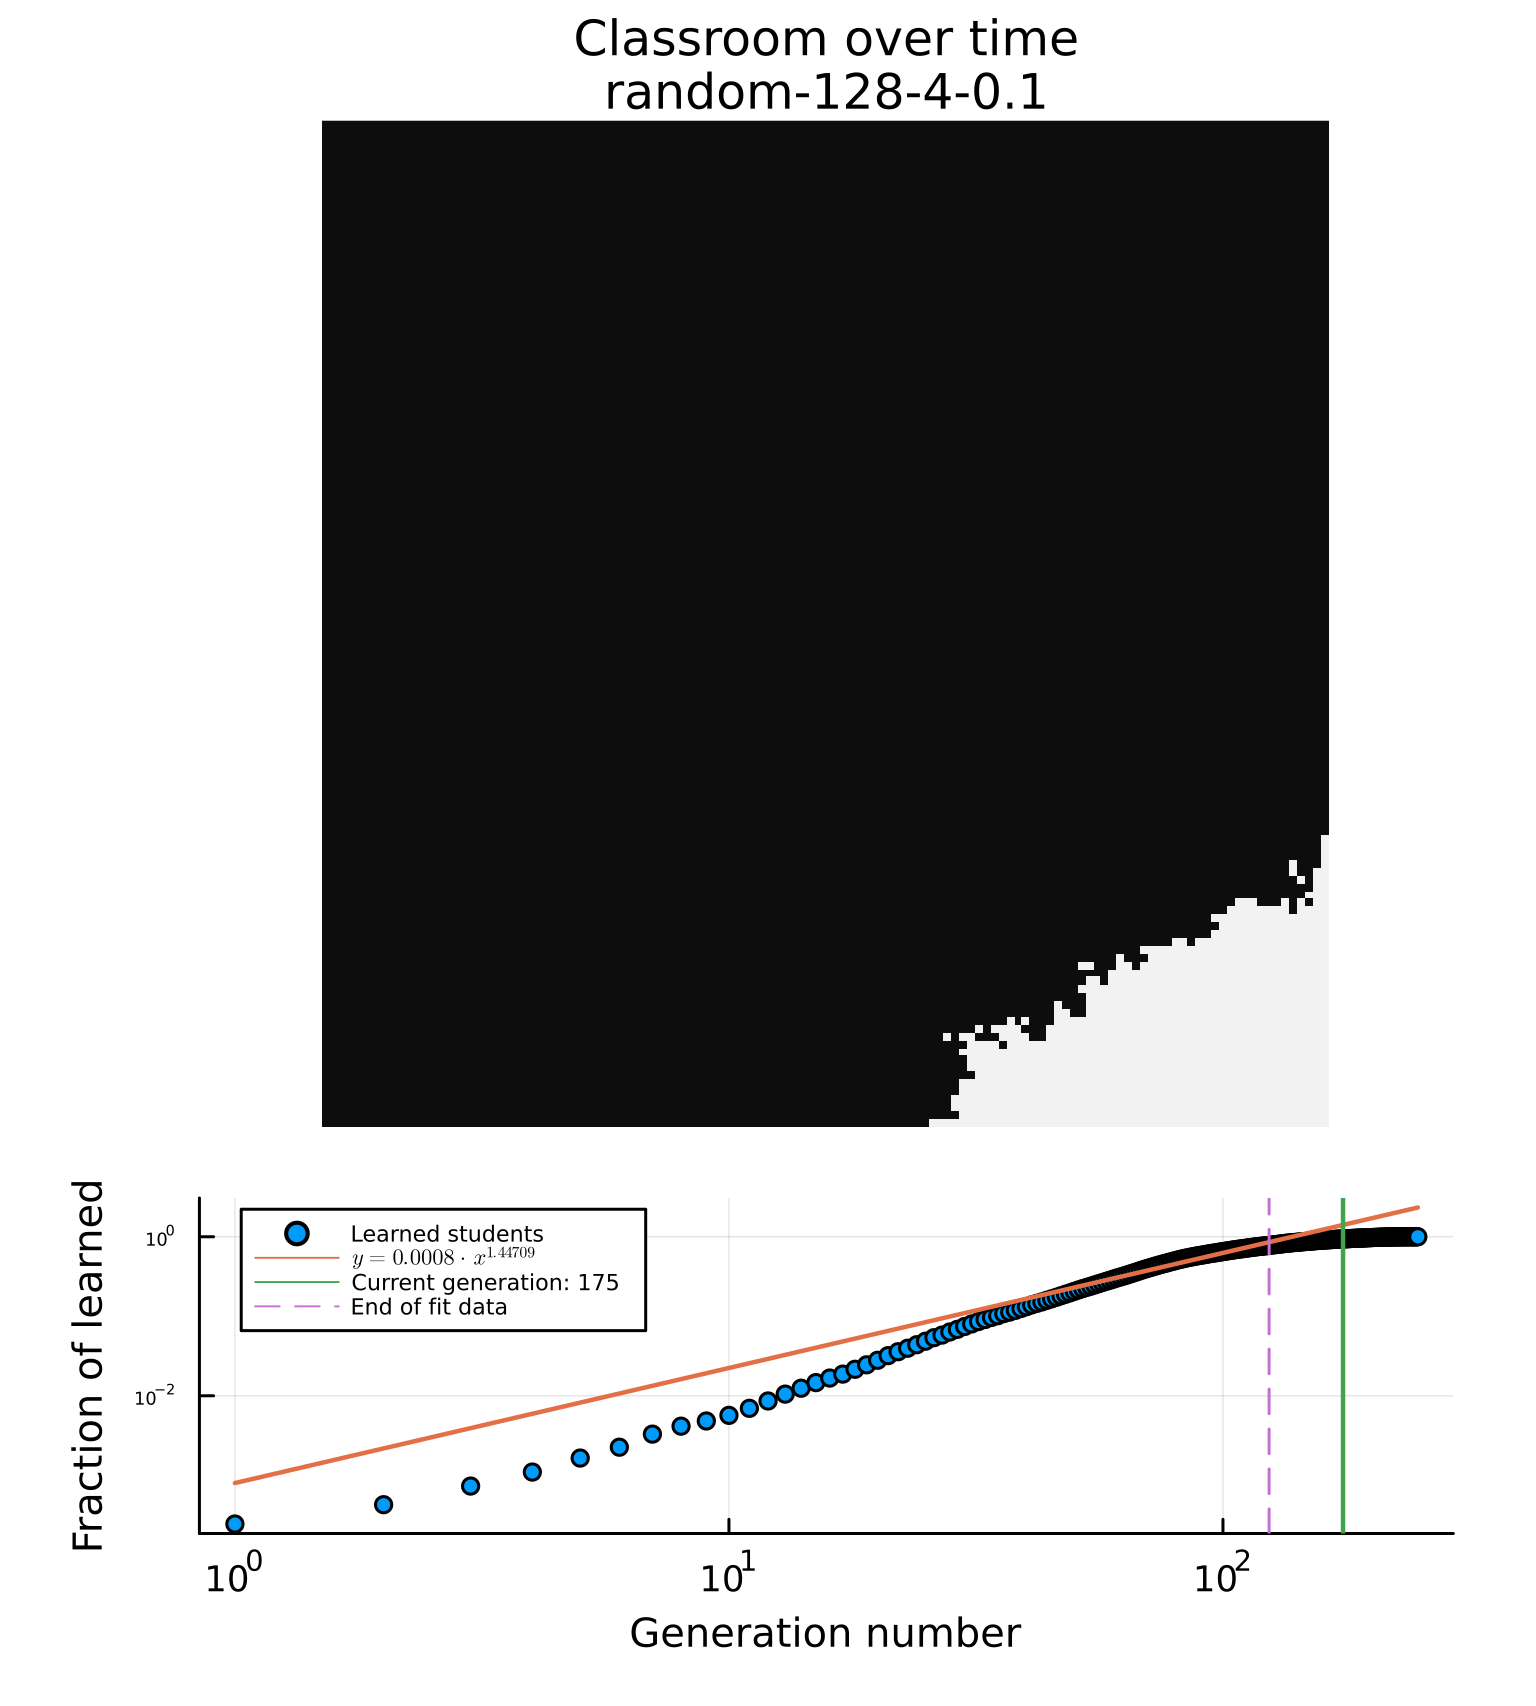 Classroom over time
random-128-4-0.1
Fraction of learned
10^0
10^-2
Learned students
y = 0.0008 · x^1.44709
Current generation: 175
End of fit data
10^0 10^1 10^2
Generation number